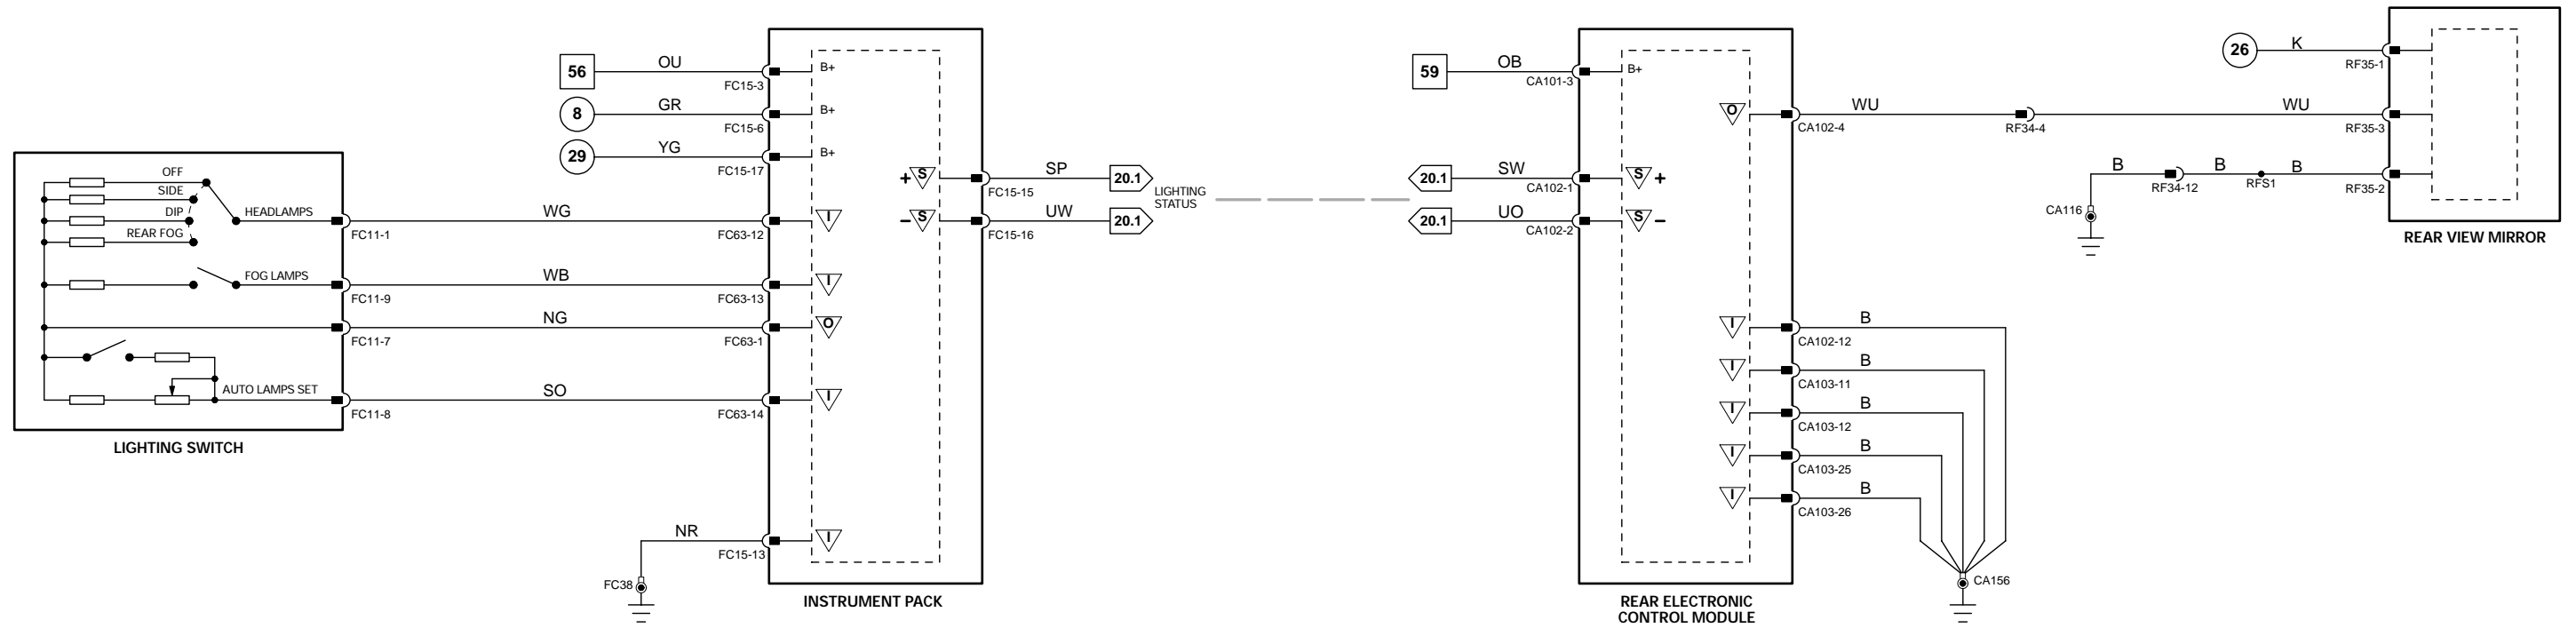 OFF
SIDE
DIP
REAR FOG
HEADLAMPS
FOG LAMPS
AUTO LAMPS SET
FC11-1
FC11-9
FC11-7
FC11-8
LIGHTING SWITCH
WG
WB
NG
SO
56
OU
FC15-3
B+
8
GR
FC15-6
B+
29
YG
FC15-17
B+
FC63-12
I
FC63-13
I
FC63-1
O
FC63-14
I
NR
FC15-13
I
FC38
+
S
FC15-15
SP
20.1
-
S
FC15-16
UW
20.1
LIGHTING
STATUS
INSTRUMENT PACK
59
OB
CA101-3
B+
20.1
SW
CA102-1
S
+
20.1
UO
CA102-2
S
-
O
CA102-4
WU
RF34-4
WU
RF35-3
I
CA102-12
B
I
CA103-11
B
I
CA103-12
B
I
CA103-25
B
I
CA103-26
B
CA156
REAR ELECTRONIC
CONTROL MODULE
26
K
RF35-1
CA116
B
RF34-12
B
RFS1
B
RF35-2
REAR VIEW MIRROR